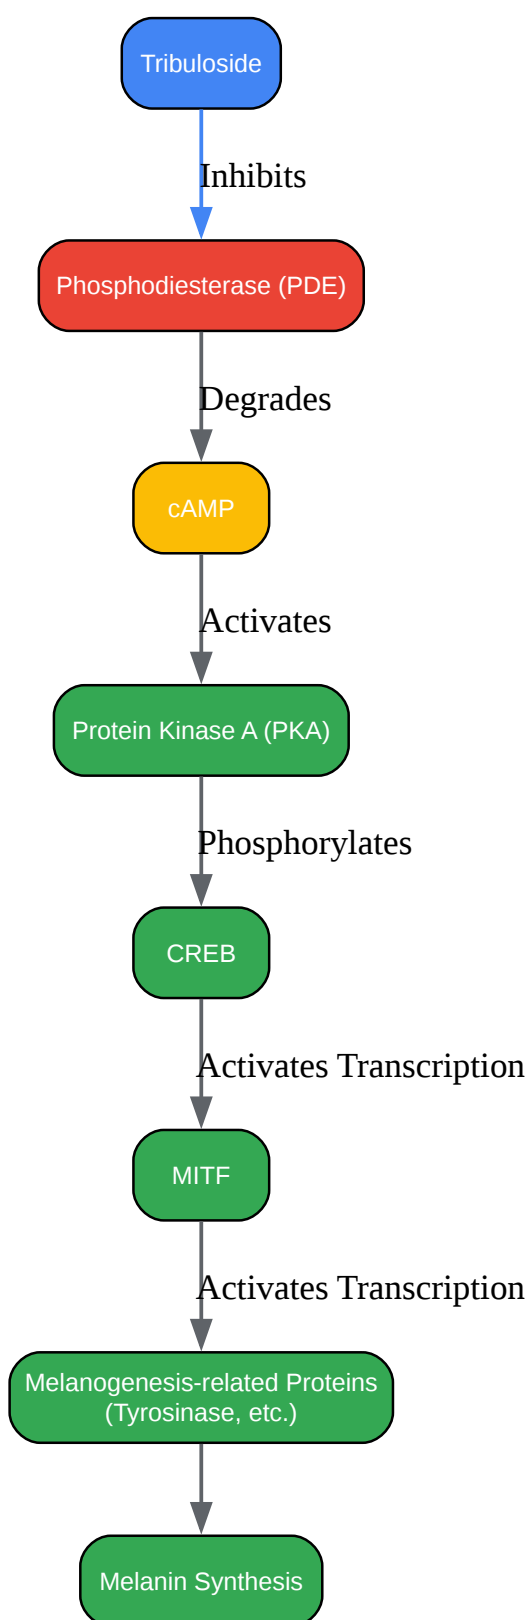 Tribuloside
Inhibits
Phosphodiesterase (PDE)
Degrades
cAMP
Activates
Protein Kinase A (PKA)
Phosphorylates
CREB
Activates Transcription
MITF
Activates Transcription
Melanogenesis-related Proteins
(Tyrosinase, etc.)
Melanin Synthesis